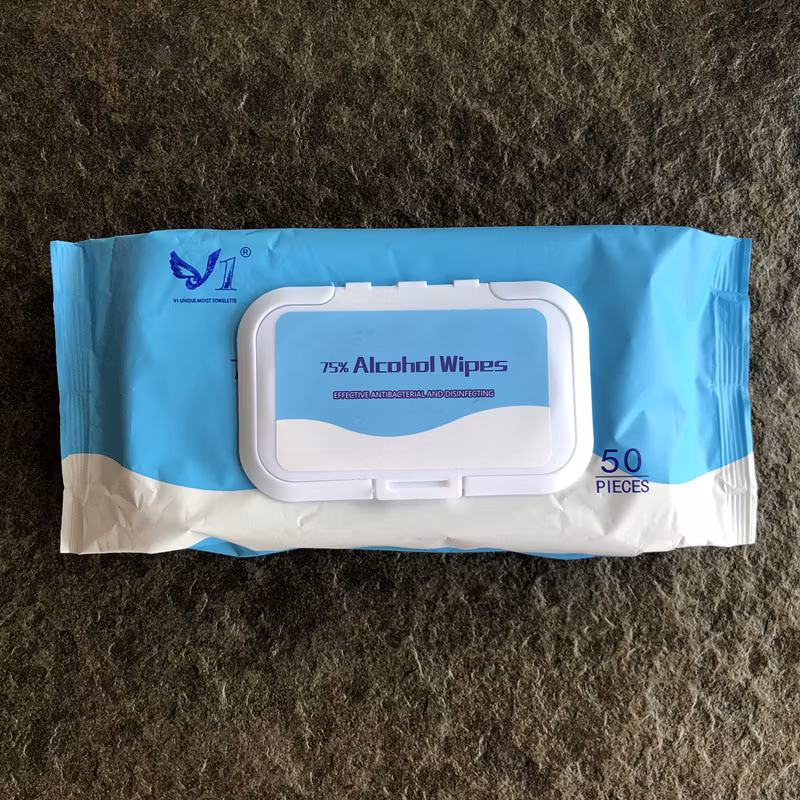 V1®
V1 UNIQUE MOIST TOWELETTE
75% Alcohol Wipes
EFFECTIVE ANTIBACTERIAL AND DISINFECTING
50
PIECES